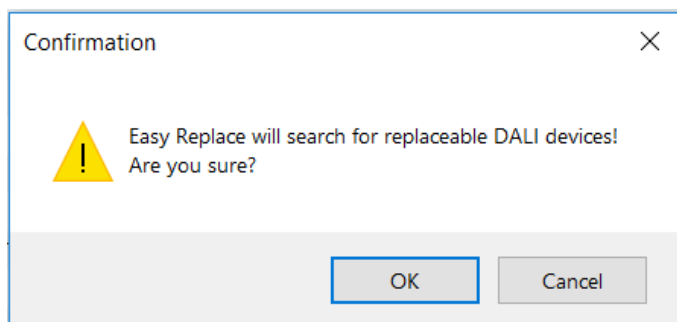 Confirmation
Easy Replace will search for replaceable DALI devices!
Are you sure?
OK
Cancel